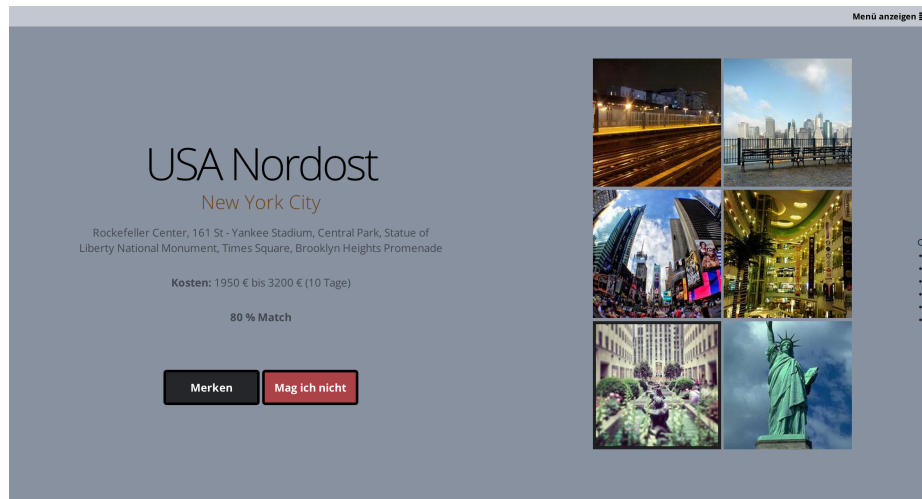 Menü anzeigen
USA Nordost
New York City
Rockefeller Center, 161 St - Yankee Stadium, Central Park, Statue of
Liberty National Monument, Times Square, Brooklyn Heights Promenade
Kosten: 1950 € bis 3200 € (10 Tage)
80 % Match
Merken
Mag ich nicht